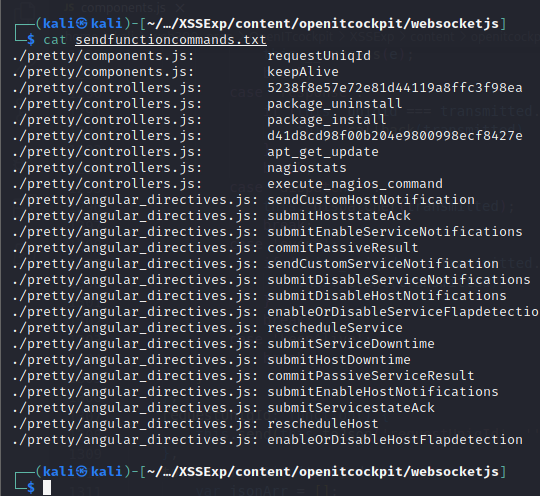 ┌──(kali㉿kali)-[~/…/XSSExp/content/openitcockpit/websocketjs]
└─$ cat sendfunctioncommands.txt
./pretty/components.js: requestUniqId
./pretty/components.js: keepAlive
./pretty/controllers.js: 5238f8e57e72e81d44119a8ffc3f98ea
./pretty/controllers.js: package_uninstall
./pretty/controllers.js: package_install
./pretty/controllers.js: d41d8cd98f00b204e9800998ecf8427e
./pretty/controllers.js: apt_get_update
./pretty/controllers.js: nagiostats
./pretty/controllers.js: execute_nagios_command
./pretty/angular_directives.js: sendCustomHostNotification
./pretty/angular_directives.js: submitHoststateAck
./pretty/angular_directives.js: submitEnableServiceNotifications
./pretty/angular_directives.js: commitPassiveResult
./pretty/angular_directives.js: sendCustomServiceNotification
./pretty/angular_directives.js: submitDisableServiceNotifications
./pretty/angular_directives.js: submitDisableHostNotifications
./pretty/angular_directives.js: enableOrDisableServiceFlapdetectio
./pretty/angular_directives.js: rescheduleService
./pretty/angular_directives.js: submitServiceDowntime
./pretty/angular_directives.js: submitHostDowntime
./pretty/angular_directives.js: commitPassiveServiceResult
./pretty/angular_directives.js: submitEnableHostNotifications
./pretty/angular_directives.js: submitServicestateAck
./pretty/angular_directives.js: rescheduleHost
./pretty/angular_directives.js: enableOrDisableHostFlapdetection
┌──(kali㉿kali)-[~/…/XSSExp/content/openitcockpit/websocketjs]
└─$